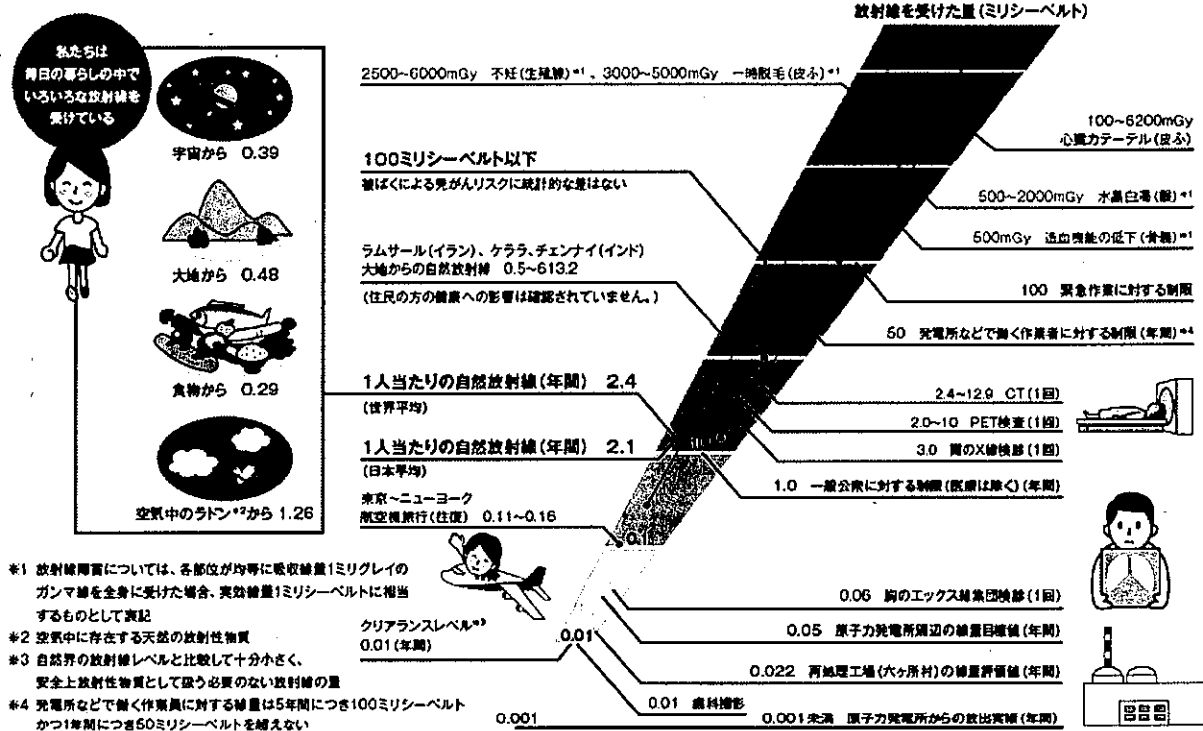 放射線を受けた量(ミリシーベルト)
私たちは
毎日の暮らしの中で
いろいろな放射線を
受けている
宇宙から 0.39
大地から 0.48
食物から 0.29
空気中のラドン*2から 1.26
2500~6000mGy 不妊(生殖腺)*1、3000~5000mGy 一時脱毛(皮ふ)*1
100ミリシーベルト以下
被ばくによる発がんリスクに統計的な差はない
ラムサール(イラン)、ケララ、チェンナイ(インド)
大地からの自然放射線 0.5~613.2
(住民の方の健康への影響は確認されていません。)
1人当たりの自然放射線(年間) 2.4
(世界平均)
1人当たりの自然放射線(年間) 2.1
(日本平均)
東京~ニューヨーク
航空機旅行(往復) 0.11~0.16
クリアランスレベル*3
0.01(年間)
0.1
0.01
0.001
100~6200mGy
心臓カテーテル(皮ふ)
500~2000mGy 水晶白濁(眼)*1
500mGy 造血機能の低下(骨髄)*1
100 緊急作業に対する制限
50 発電所などで働く作業者に対する制限(年間)*4
2.4~12.9 CT(1回)
2.0~10 PET検査(1回)
3.0 胃のX線検診(1回)
1.0 一般公衆に対する制限(医療は除く)(年間)
0.06 胸のエックス線集団検診(1回)
0.05 原子力発電所周辺の線量目標値(年間)
0.022 再処理工場(六ヶ所村)の線量評価値(年間)
0.01 歯科撮影
0.001未満 原子力発電所からの放出実績(年間)
*1 放射線障害については、各部位が均等に吸収線量1ミリグレイの
ガンマ線を全身に受けた場合、実効線量1ミリシーベルトに相当
するものとして表記
*2 空気中に存在する天然の放射性物質
*3 自然界の放射線レベルと比較して十分小さく、
安全上放射性物質として扱う必要のない放射線の量
*4 発電所などで働く作業員に対する線量は5年間につき100ミリシーベルト
かつ1年間につき50ミリシーベルトを越えない